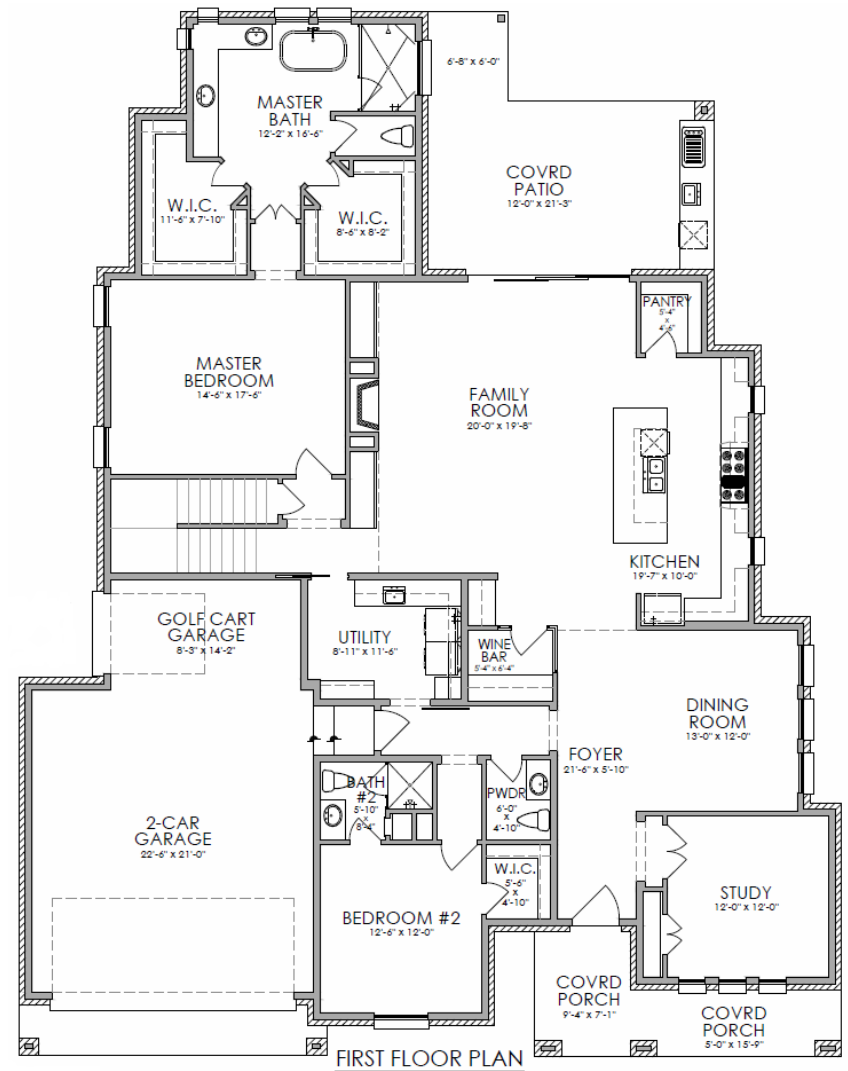 6'-8" x 6'-0"
MASTER
BATH
12'-2" x 16'-6"
COVRD
PATIO
12'-0" x 21'-3"
W.I.C.
11'-6" x 7'-10"
W.I.C.
8'-6" x 8'-2"
PANTRY
5'-4"
x
4'-6"
MASTER
BEDROOM
14'-6" x 17'-6"
FAMILY
ROOM
20'-0" x 19'-8"
KITCHEN
19'-7" x 10'-0"
GOLF CART
GARAGE
8'-3" x 14'-2"
UTILITY
8'-11" x 11'-6"
WINE
BAR
5'-4" x 6'-4"
DINING
ROOM
13'-0" x 12'-0"
FOYER
21'-6" x 5'-10"
BATH
#2
5'-10"
x
8'-4"
PWDR
6'-0"
x
4'-10"
2-CAR
GARAGE
22'-6" x 21'-0"
W.I.C.
5'-6"
x
4'-10"
STUDY
12'-0" x 12'-0"
BEDROOM #2
12'-6" x 12'-0"
COVRD
PORCH
9'-4" x 7'-1"
COVRD
PORCH
5'-0" x 15'-9"
FIRST FLOOR PLAN